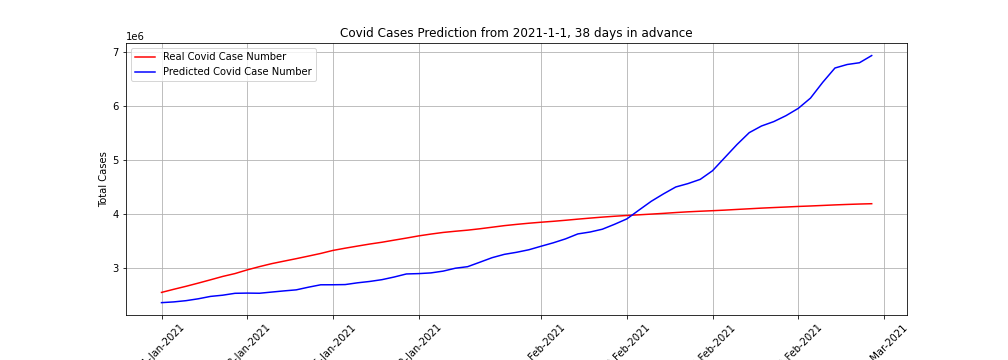 Covid Cases Prediction from 2021-1-1, 38 days in advance
1e6
Real Covid Case Number
Predicted Covid Case Number
Total Cases
7
6
5
4
3
-Jan-2021
-Jan-2021
-Jan-2021
-Jan-2021
Feb-2021
-Feb-2021
-Feb-2021
-Feb-2021
Mar-2021